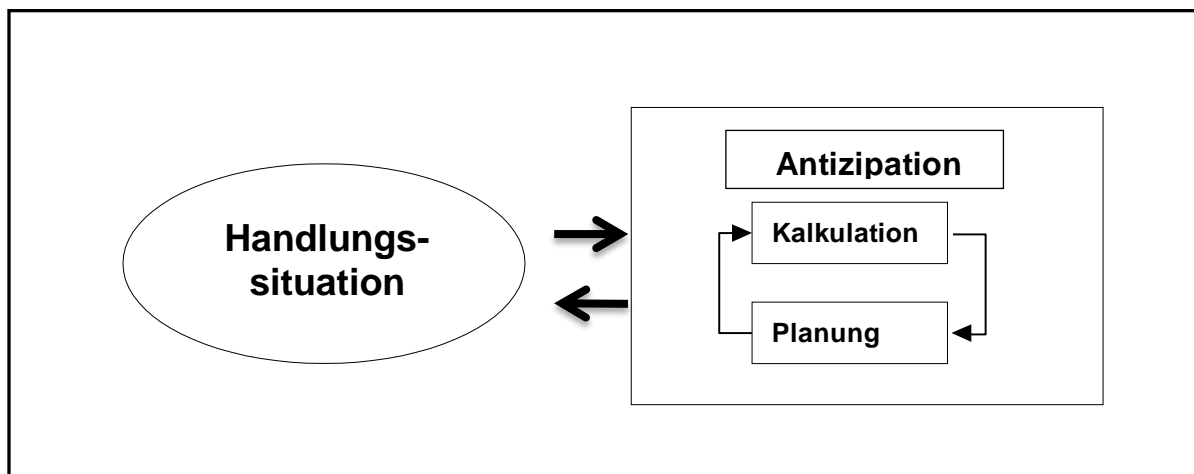 Handlungs-
situation
Antizipation
Kalkulation
Planung